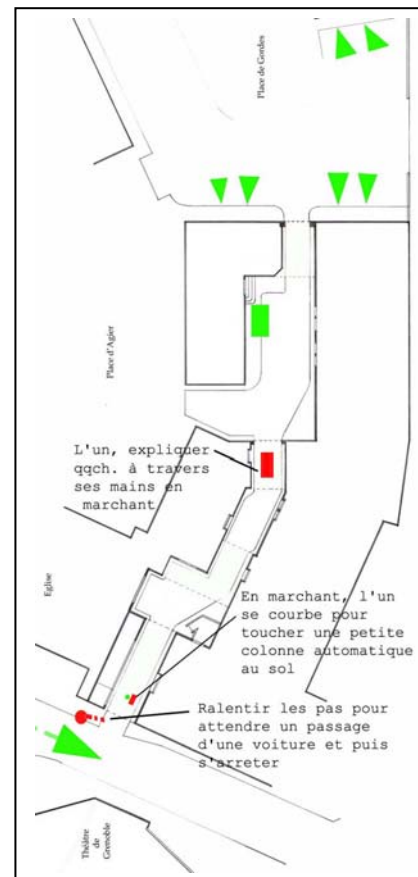 Place de Gordes
Place d'Agier
L'un, expliquer
qqch. à travers
ses mains en
marchant
Eglise
En marchant, l'un
se courbe pour
toucher une petite
colonne automatique
au sol
Ralentir les pas pour
attendre un passage
d'une voiture et puis
s'arreter
Théâtre
de
Grenoble